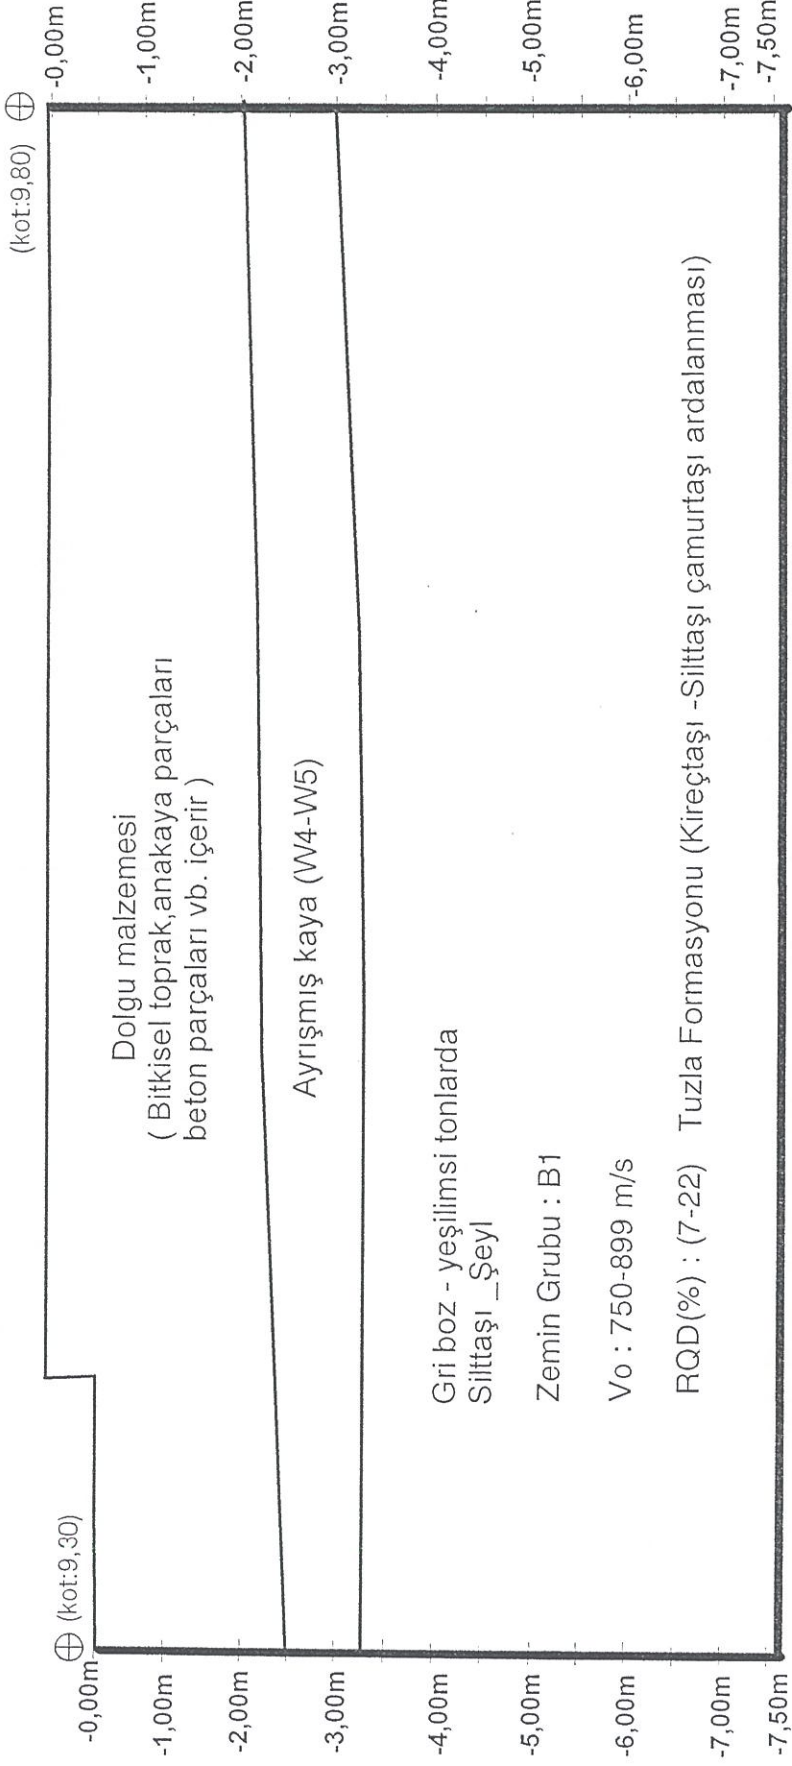 ⊕ (kot:9,30)
(kot:9,80) ⊕
-0,00m
-1,00m
-2,00m
-3,00m
-4,00m
-5,00m
-6,00m
-7,00m
-7,50m
Dolgu malzemesi
( Bitkisel toprak,anakaya parçaları
beton parçaları vb. içerir )
Ayrışmış kaya (W4-W5)
Gri boz - yeşilimsi tonlarda
Silttaşı _Şeyl
Zemin Grubu : B1
Vo : 750-899 m/s
RQD(%) : (7-22) Tuzla Formasyonu (Kireçtaşı -Silttaşı çamurtaşı ardalanması)
-0,00m
-1,00m
-2,00m
-3,00m
-4,00m
-5,00m
-6,00m
-7,00m
-7,50m